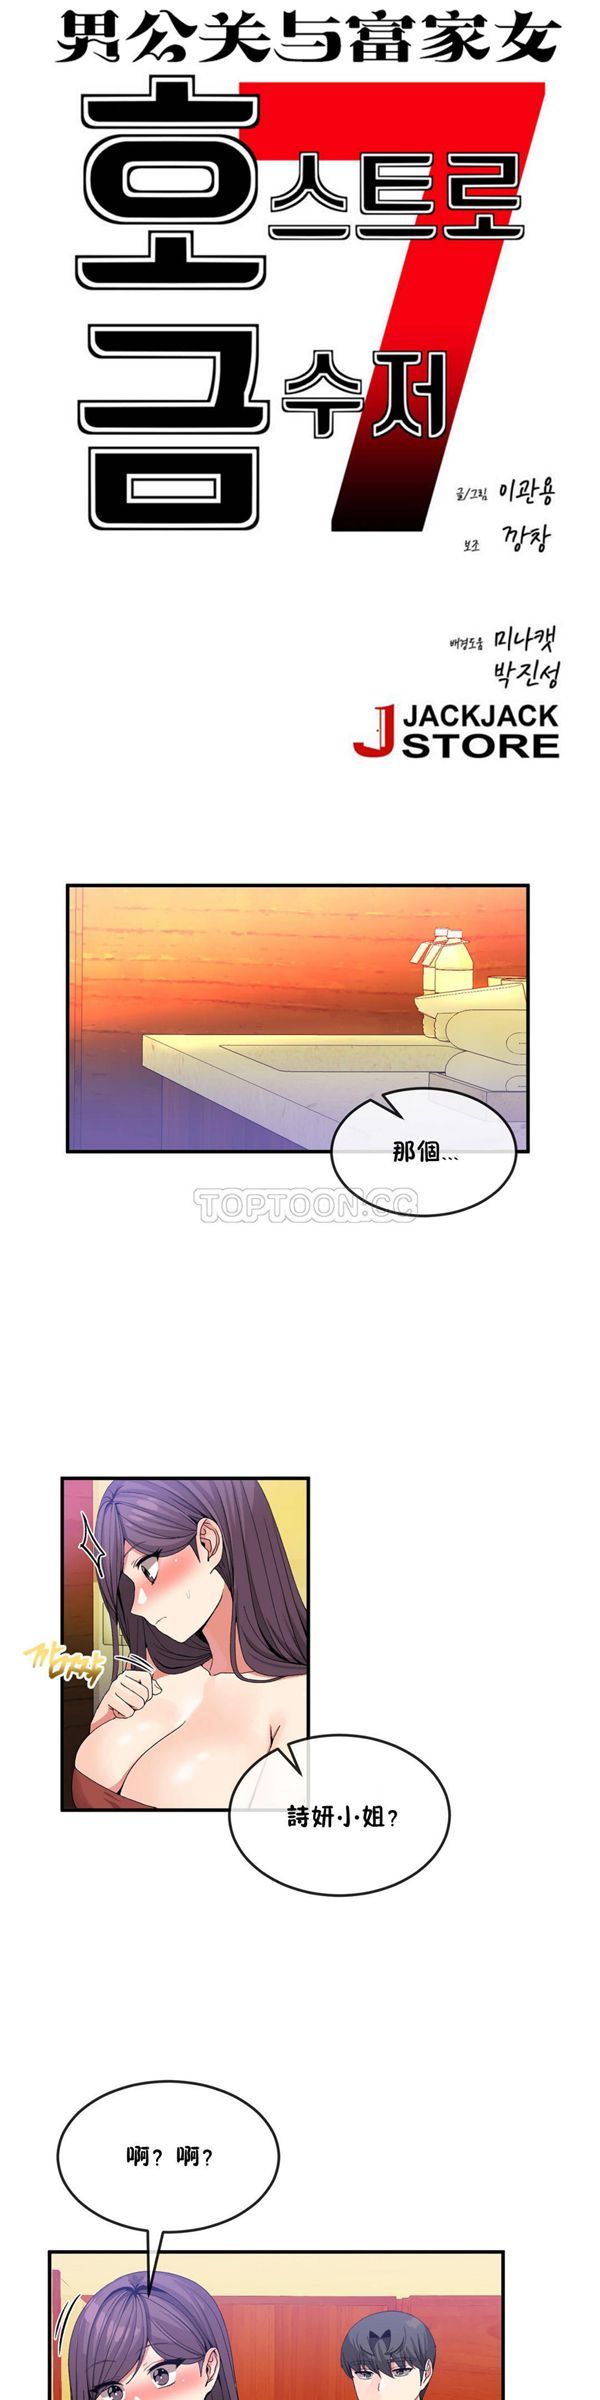 男公关与富家女
호스트로
7
금수저
글/그림 이관용
보조 깡창
배경도움 미나캣
박진성
JACKJACK
STORE
那個...
TOPTOON.CC
詩妍小姐?
啊? 啊?